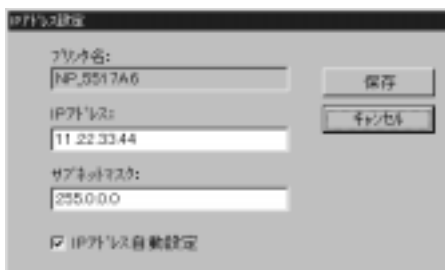 IPｱﾄﾞﾚｽ設定
ﾌﾟﾘﾝﾀ名:
NP_5517A6
保存
IPｱﾄﾞﾚｽ:
ｷｬﾝｾﾙ
11.22.33.44
ｻﾌﾞﾈｯﾄﾏｽｸ:
255.0.0.0
IPｱﾄﾞﾚｽ自動設定